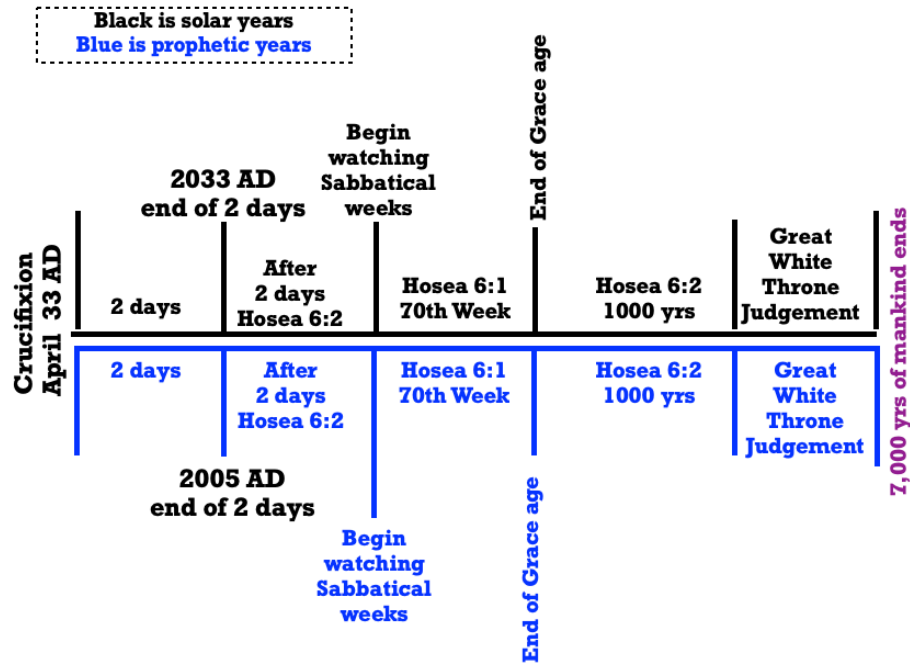 Black is solar years
Blue is prophetic years
Crucifixion
April 33 AD
2 days
2033 AD
end of 2 days
After
2 days
Hosea 6:2
Begin
watching
Sabbatical
weeks
Hosea 6:1
70th Week
End of Grace age
Hosea 6:2
1000 yrs
Great
White
Throne
Judgement
7,000 yrs of mankind ends
2 days
2005 AD
end of 2 days
After
2 days
Hosea 6:2
Begin
watching
Sabbatical
weeks
Hosea 6:1
70th Week
End of Grace age
Hosea 6:2
1000 yrs
Great
White
Throne
Judgement